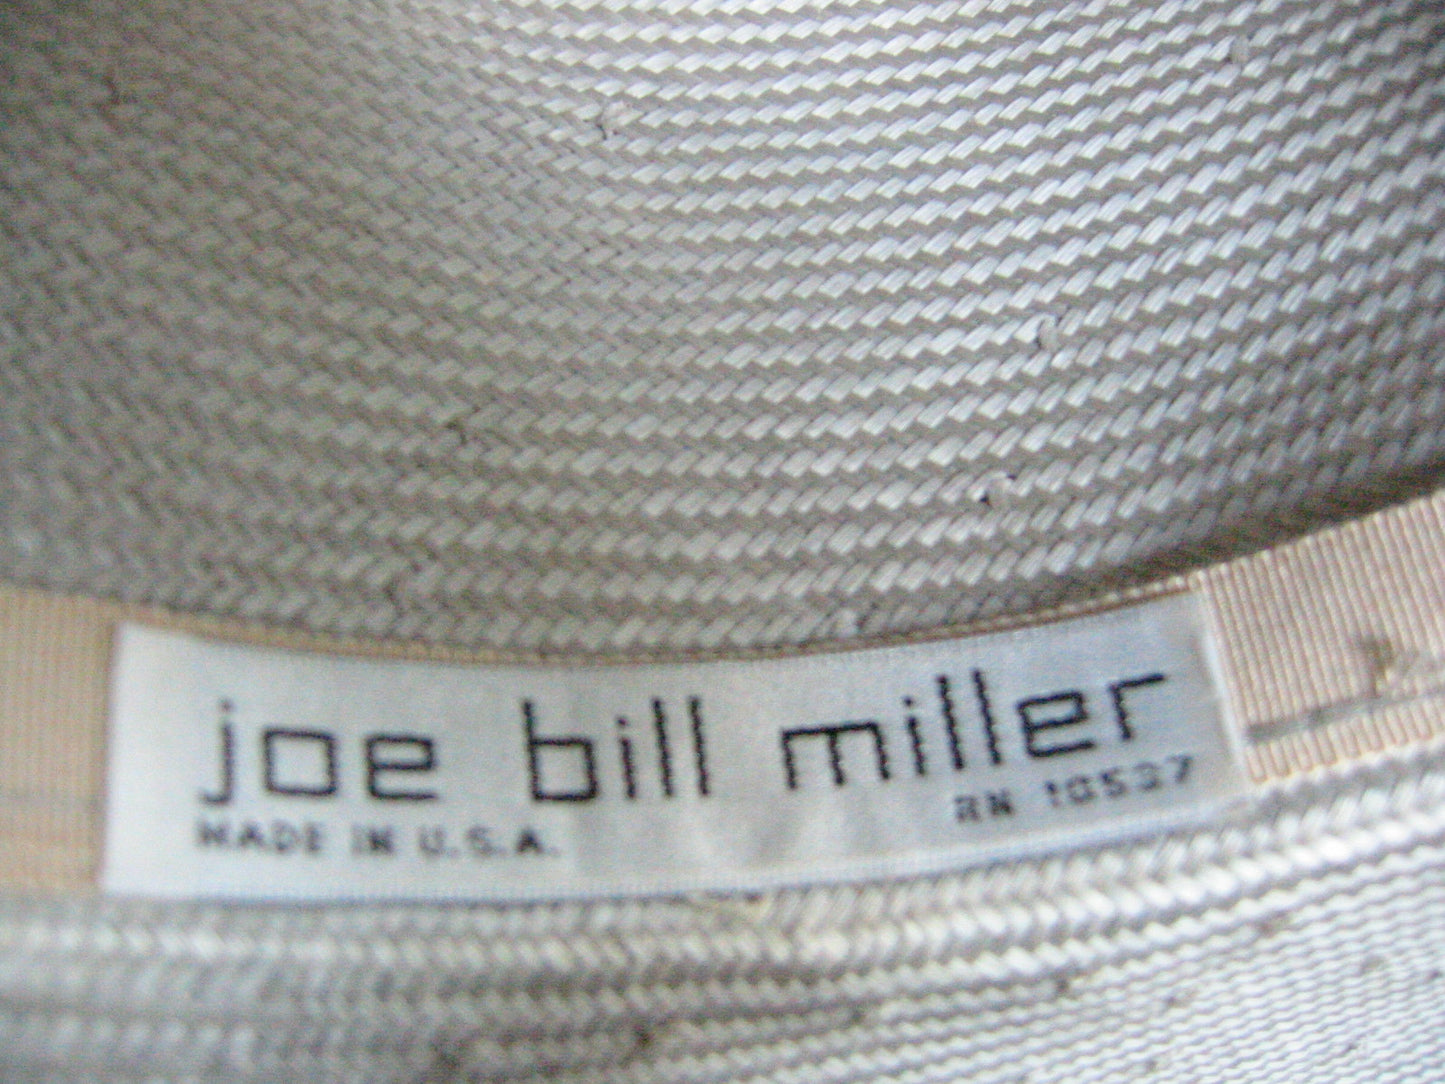 joe bill miller
MADE IN U.S.A.
RN 10537